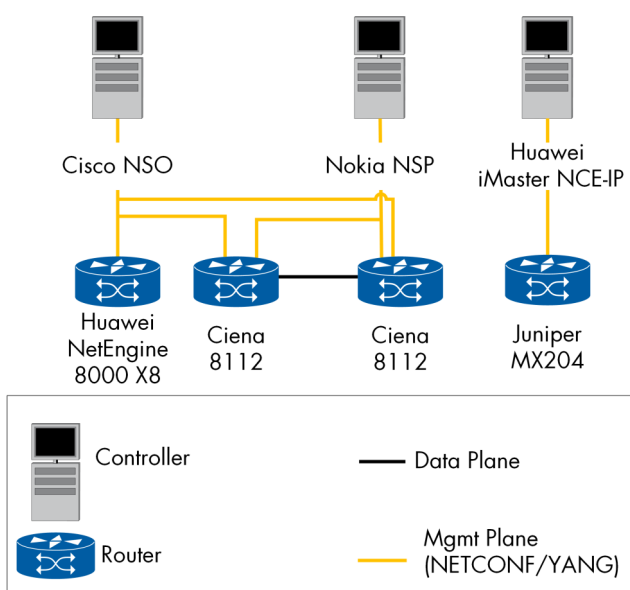 Cisco NSO
Nokia NSP
Huawei
iMaster NCE-IP
Huawei
NetEngine
8000 X8
Ciena
8112
Ciena
8112
Juniper
MX204
Controller
Data Plane
Router
Mgmt Plane
(NETCONF/YANG)